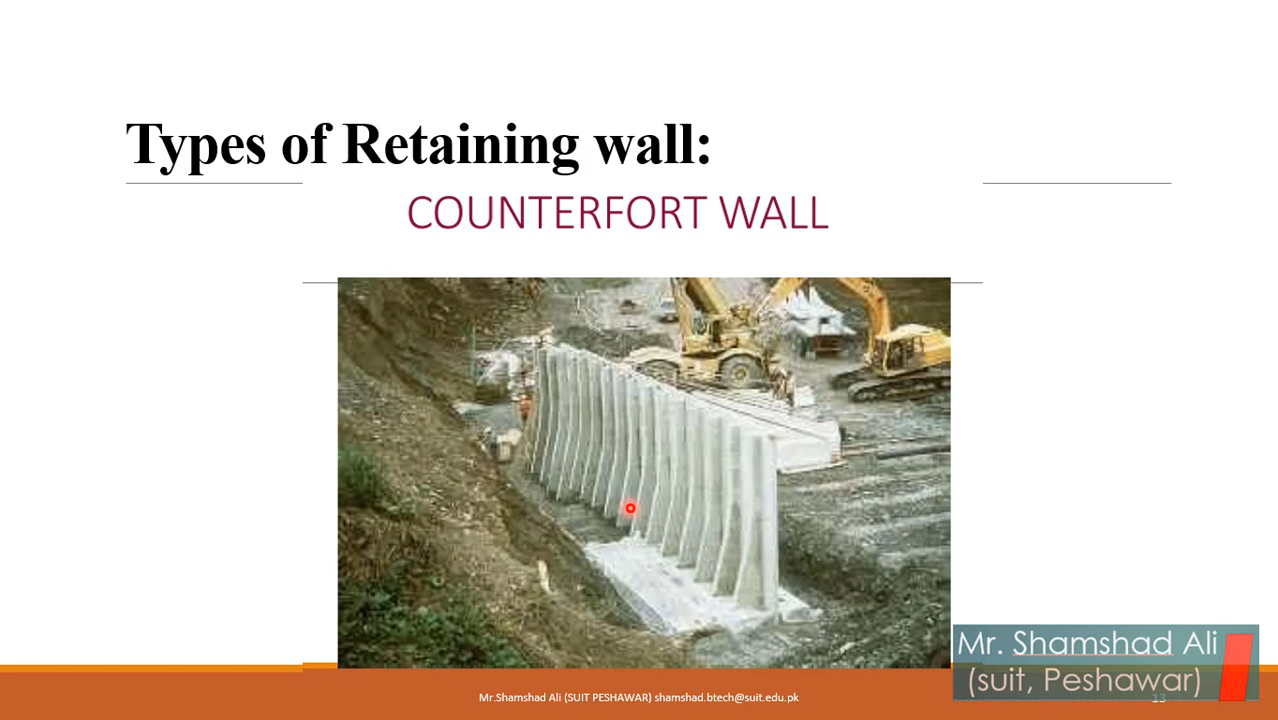 Types of Retaining wall:
COUNTERFORT WALL
Mr. Shamshad Ali
(suit, Peshawar)
Mr.Shamshad Ali (SUIT PESHAWAR) shamshad.btech@suit.edu.pk
13